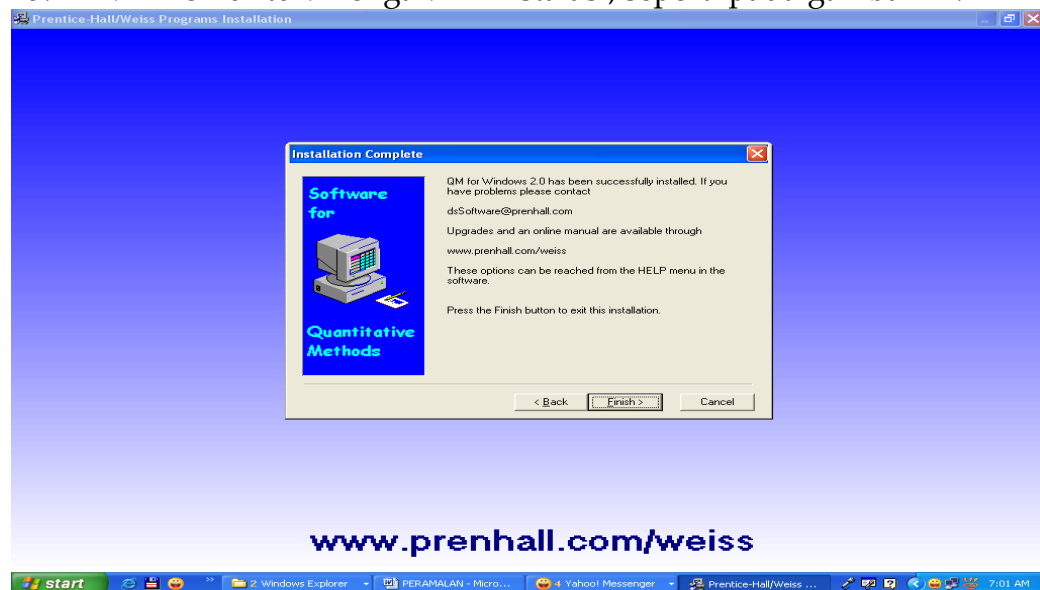 Prentice-Hall/Weiss Programs Installation
Installation Complete
Software
for
Quantitative
Methods
QM for Windows 2.0 has been successfully installed. If you
have problems please contact
dsSoftware@prenhall.com
Upgrades and an online manual are available through
www.prenhall.com/weiss
These options can be reached from the HELP menu in the
software.
Press the Finish button to exit this installation.
< Back
Finish >
Cancel
www.prenhall.com/weiss
start
2 Windows Explorer
PERAMALAN - Micro...
4 Yahoo! Messenger
Prentice-Hall/Weiss ...
7:01 AM